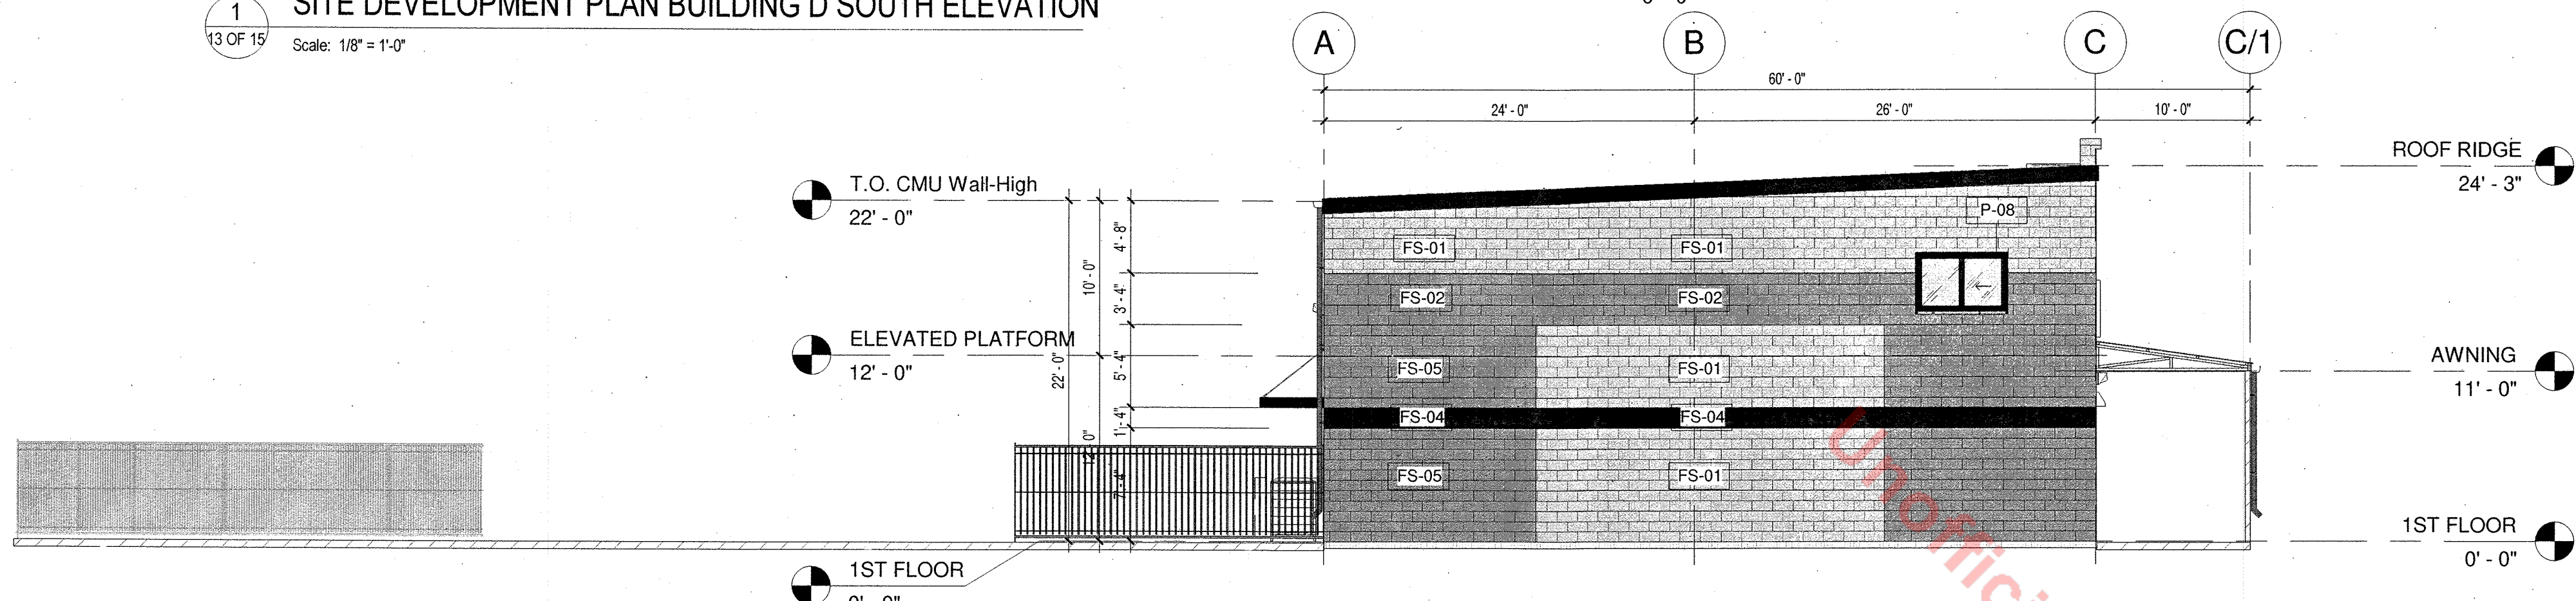 1
13 OF 15
SITE DEVELOPMENT PLAN BUILDING D SOUTH ELEVATION
Scale: 1/8" = 1'-0"
A
B
C
C/1
60' - 0"
24' - 0"
26' - 0"
10' - 0"
T.O. CMU Wall-High
22' - 0"
ELEVATED PLATFORM
12' - 0"
1ST FLOOR
0' - 0"
22' - 0"
10' - 0"
12' - 0"
4' - 8"
3' - 4"
5' - 4"
1' - 4"
7' - 4"
P-08
FS-01
FS-01
FS-02
FS-02
FS-05
FS-01
FS-04
FS-04
FS-05
FS-01
ROOF RIDGE
24' - 3"
AWNING
11' - 0"
1ST FLOOR
0' - 0"